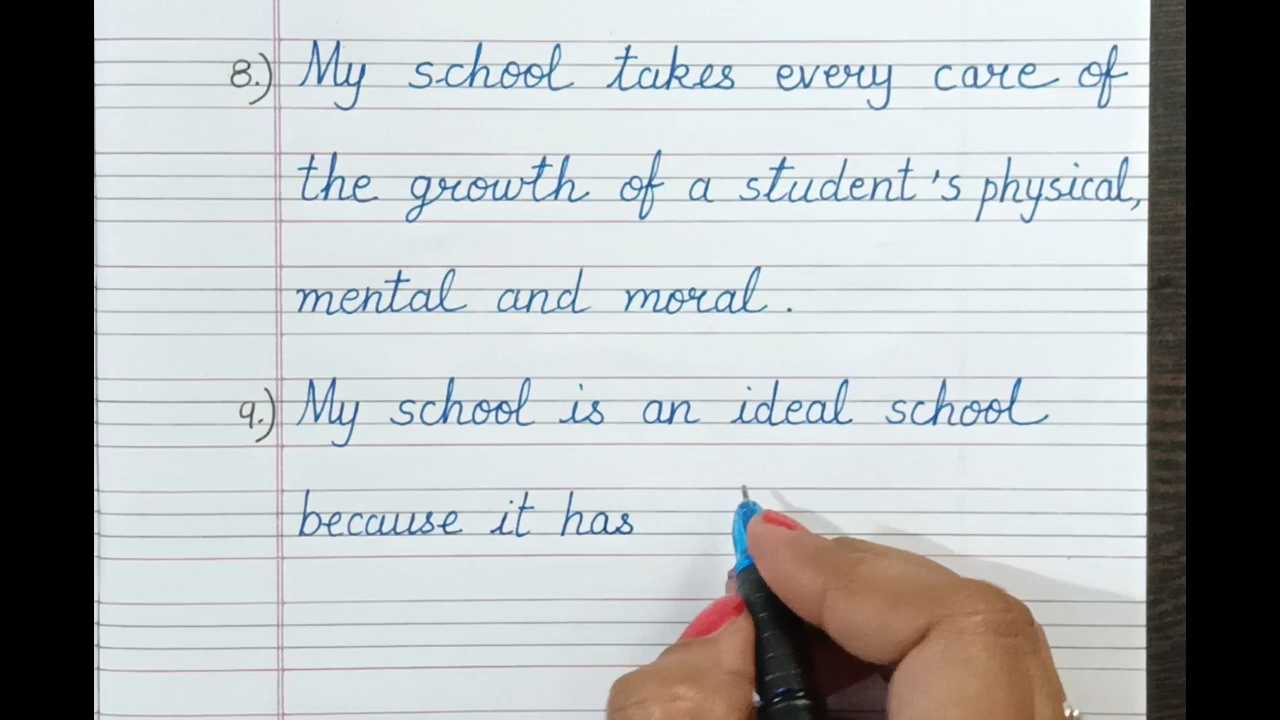 8.) My school takes every care of
the growth of a student's physical,
mental and moral.
9.) My school is an ideal school
because it has